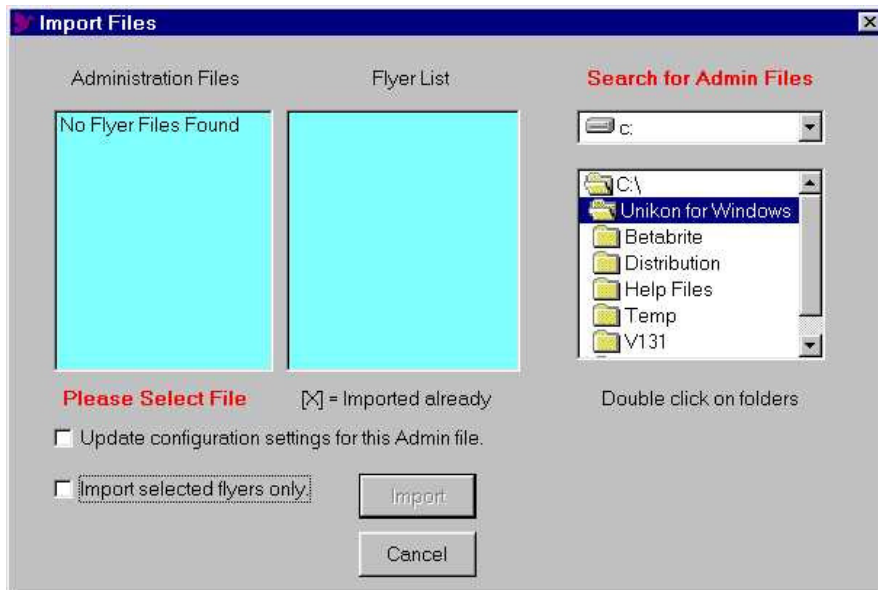 Import Files
Administration Files
Flyer List
Search for Admin Files
No Flyer Files Found
c:
C:\
Unikon for Windows
Betabrite
Distribution
Help Files
Temp
V131
Please Select File
[X] = Imported already
Double click on folders
Update configuration settings for this Admin file.
Import selected flyers only.
Import
Cancel